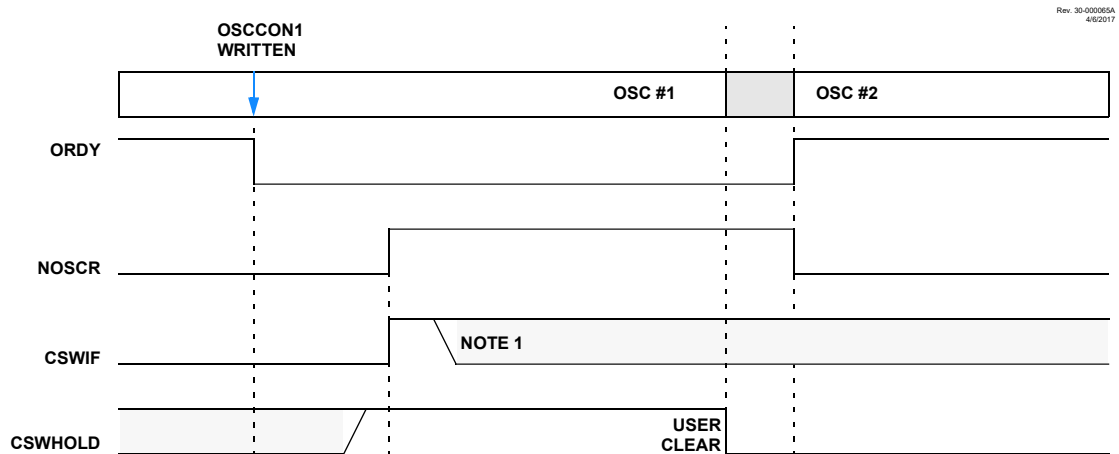 Rev. 30-000065A
4/6/2017
OSCCON1
WRITTEN
OSC #1
OSC #2
ORDY
NOSCR
CSWIF
NOTE 1
CSWHOLD
USER
CLEAR